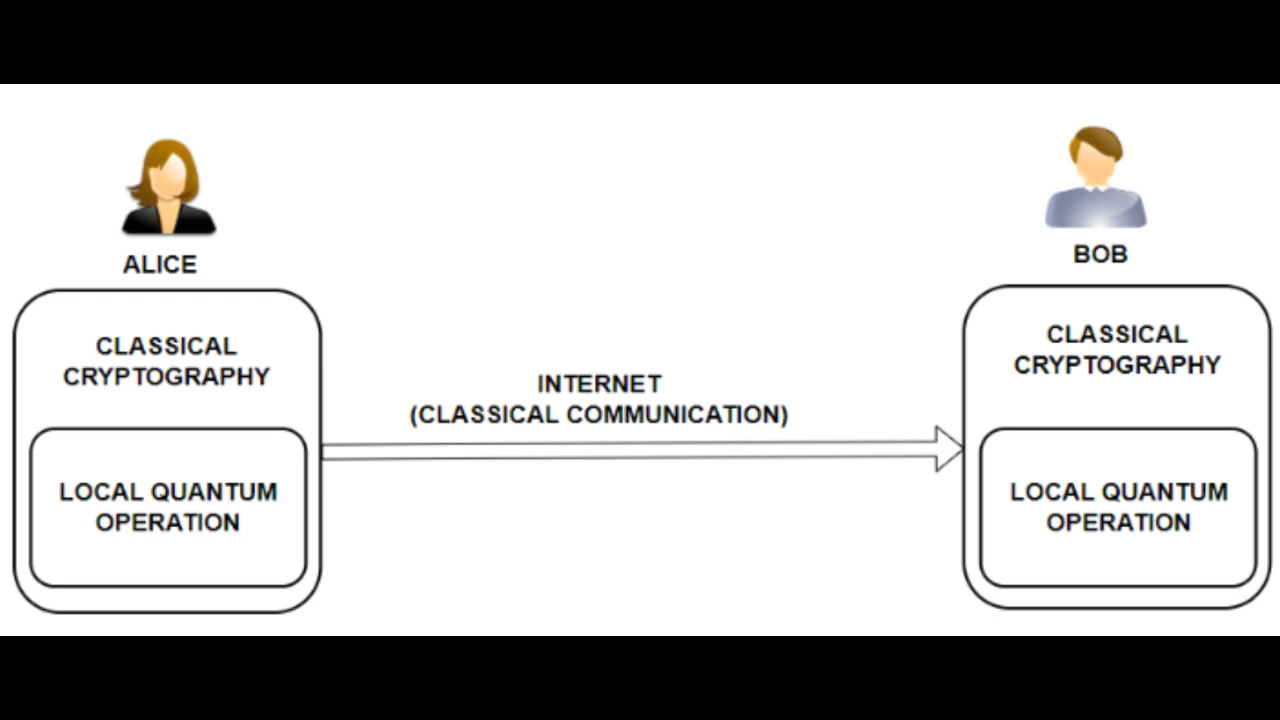 ALICE
BOB
CLASSICAL
CRYPTOGRAPHY
LOCAL QUANTUM
OPERATION
INTERNET
(CLASSICAL COMMUNICATION)
CLASSICAL
CRYPTOGRAPHY
LOCAL QUANTUM
OPERATION